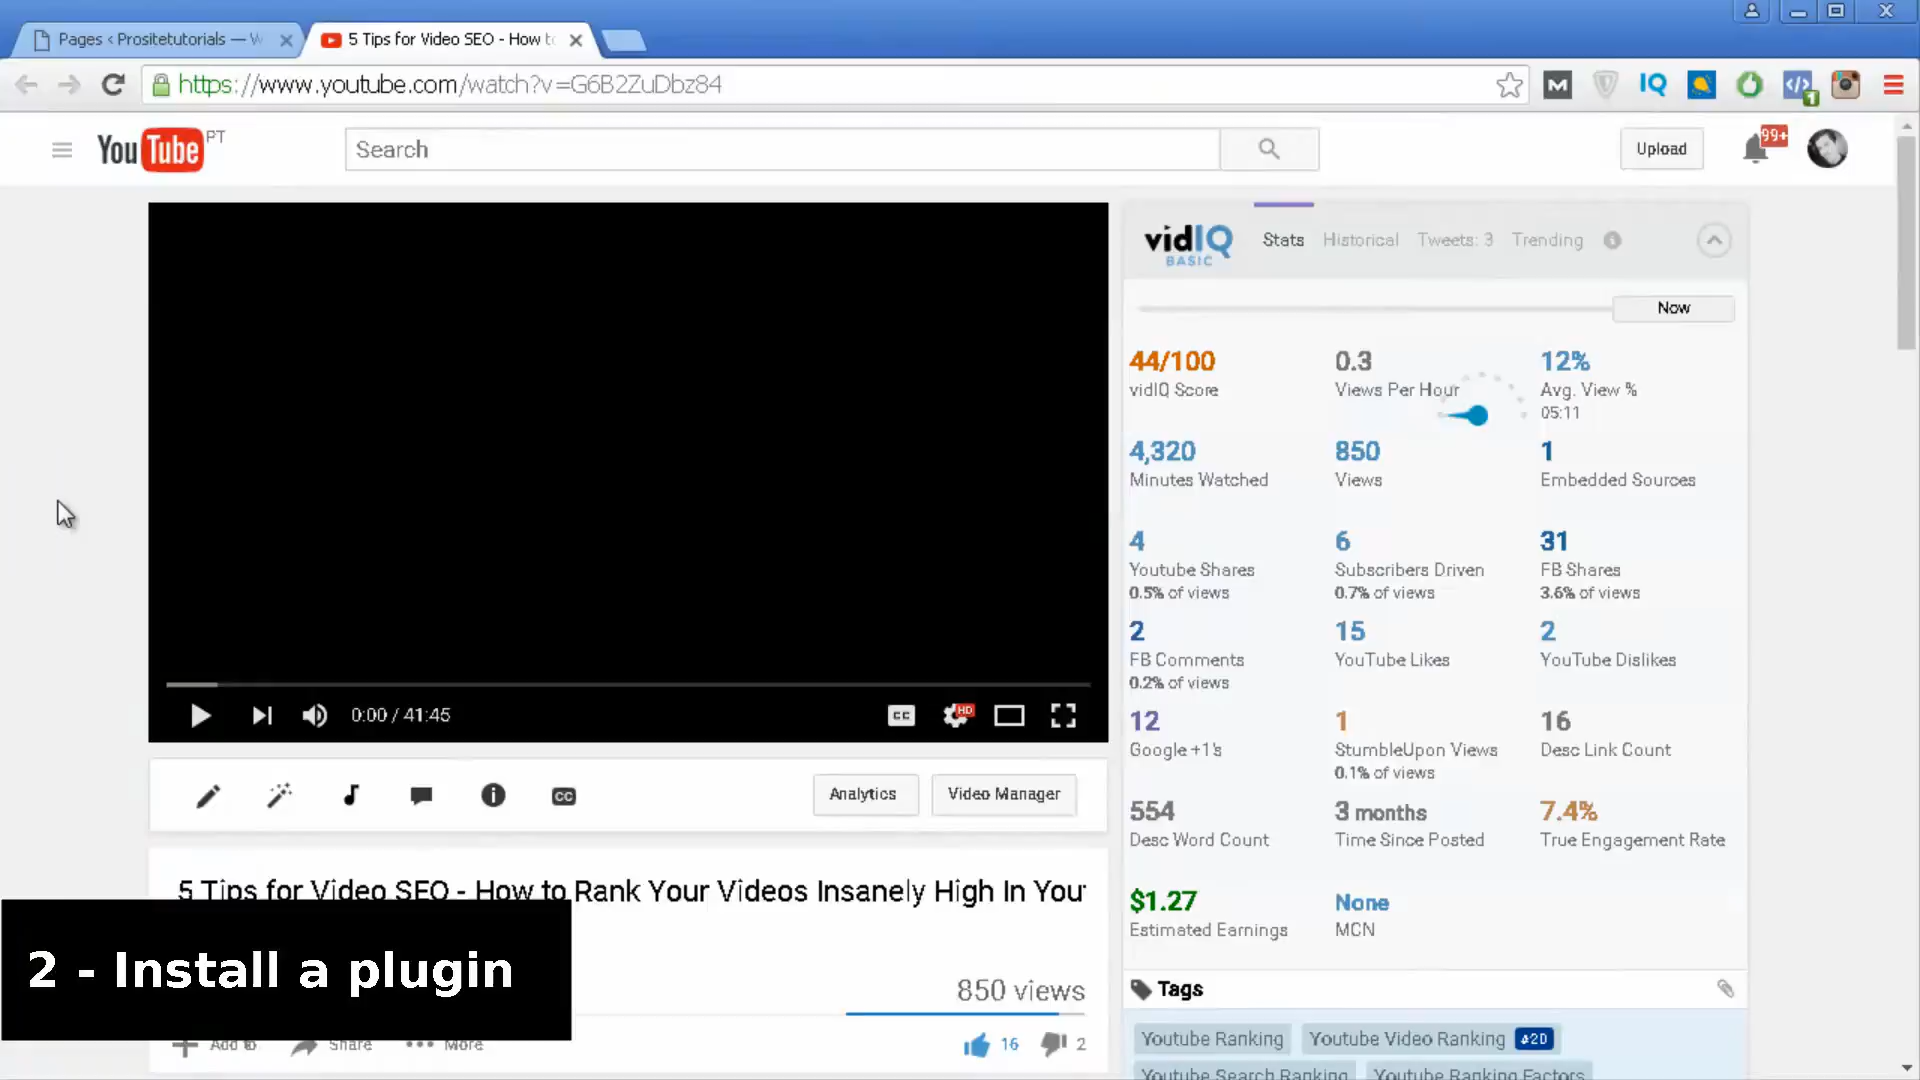 Pages ‹ Prositetutorials — W
5 Tips for Video SEO - How to
https://www.youtube.com/watch?v=G6B2ZuDbz84
M
IQ
</>
1
YouTube PT
Search
Upload
99+
vidIQ
BASIC
Stats Historical Tweets: 3 Trending
Now
44/100 0.3 12%
vidIQ Score Views Per Hour Avg. View %
05:11
4,320 850 1
Minutes Watched Views Embedded Sources
4 6 31
Youtube Shares Subscribers Driven FB Shares
0.5% of views 0.7% of views 3.6% of views
2 15 2
FB Comments YouTube Likes YouTube Dislikes
0.2% of views
12 1 16
Google +1's StumbleUpon Views Desc Link Count
0.1% of views
554 3 months 7.4%
Desc Word Count Time Since Posted True Engagement Rate
$1.27 None
Estimated Earnings MCN
Tags
Youtube Ranking Youtube Video Ranking #20
Youtube Search Ranking Youtube Ranking Factors
0:00 / 41:45
CC HD
CC
Analytics Video Manager
5 Tips for Video SEO - How to Rank Your Videos Insanely High In You
2 - Install a plugin
850 views
Add to Share More
16 2